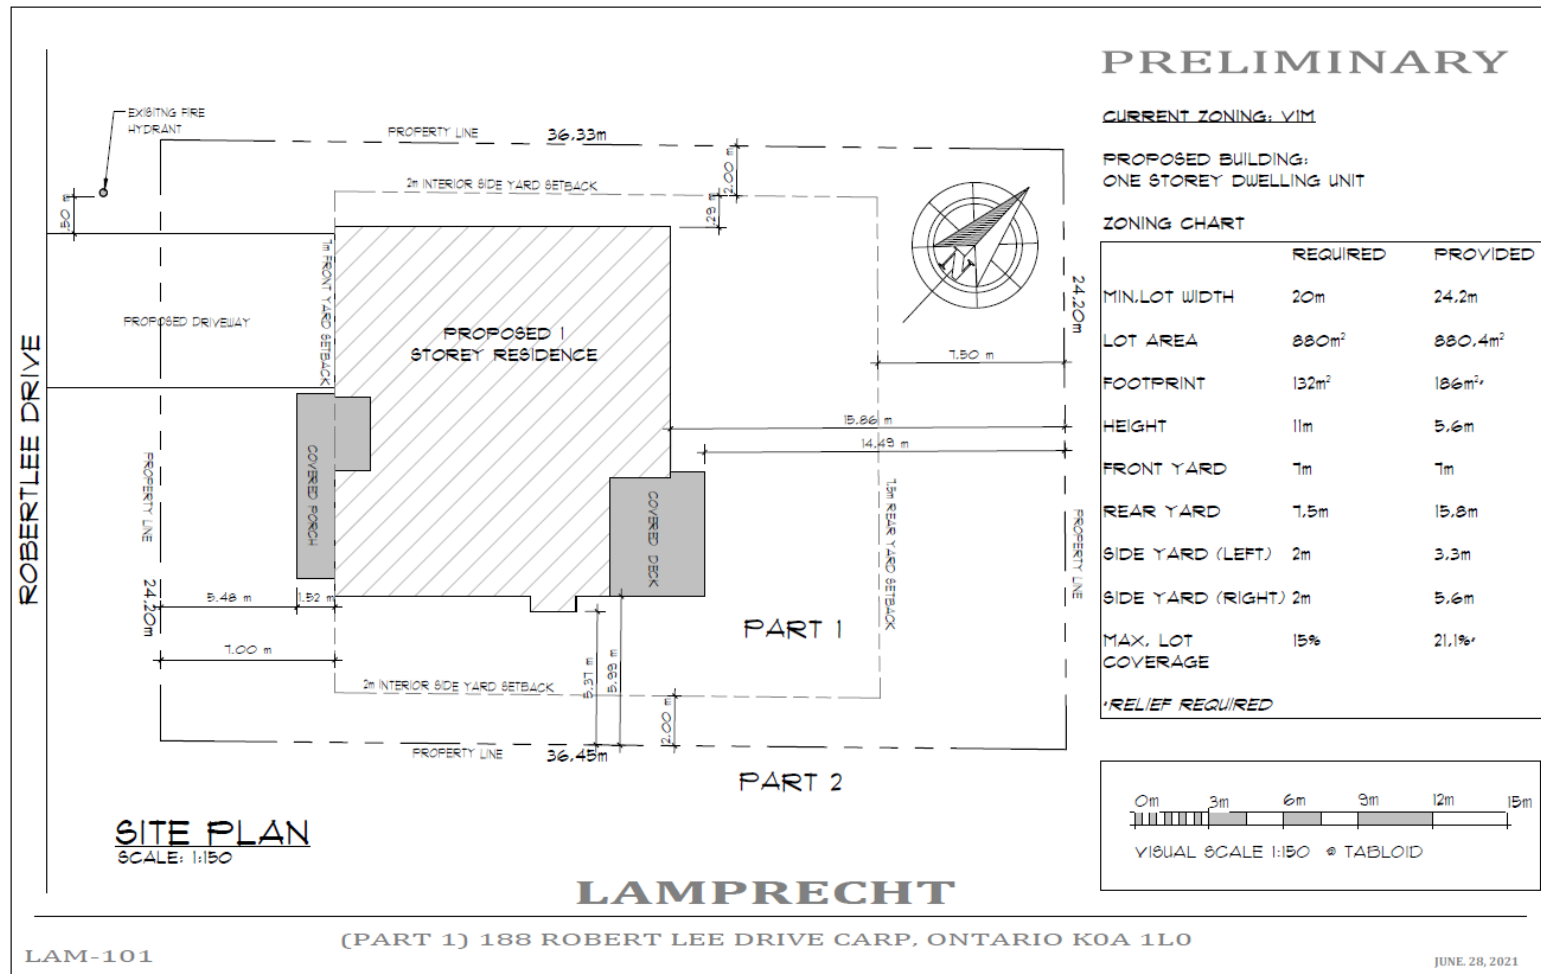 PRELIMINARY
EXISITNG FIRE
HYDRANT
PROPERTY LINE 36.33m
2m INTERIOR SIDE YARD SETBACK
2.00 m
1.29 m
.50 m
7m FRONT YARD SETBACK
PROPOSED DRIVEWAY
PROPOSED 1
STOREY RESIDENCE
ROBERTLEE DRIVE
COVERED PORCH
COVERED DECK
PROPERTY LINE
24.20m
N
24.20m
7.50 m
15.86 m
14.49 m
7.5m REAR YARD SETBACK
PROPERTY LINE
5.48 m
1.52 m
7.00 m
5.37 m
5.99 m
2.00 m
PART 1
2m INTERIOR SIDE YARD SETBACK
PROPERTY LINE 36.45m
PART 2
SITE PLAN
SCALE: 1:150
CURRENT ZONING: V1M
PROPOSED BUILDING:
ONE STOREY DWELLING UNIT
ZONING CHART
REQUIRED PROVIDED
MIN.LOT WIDTH 20m 24.2m
LOT AREA 880m² 880.4m²
FOOTPRINT 132m² 186m²*
HEIGHT 11m 5.6m
FRONT YARD 7m 7m
REAR YARD 7.5m 15.8m
SIDE YARD (LEFT) 2m 3.3m
SIDE YARD (RIGHT) 2m 5.6m
MAX. LOT 15% 21.1%*
COVERAGE
*RELIEF REQUIRED
0m 3m 6m 9m 12m 15m
VISUAL SCALE 1:150 @ TABLOID
LAMPRECHT
(PART 1) 188 ROBERT LEE DRIVE CARP, ONTARIO K0A 1L0
LAM-101
JUNE. 28, 2021